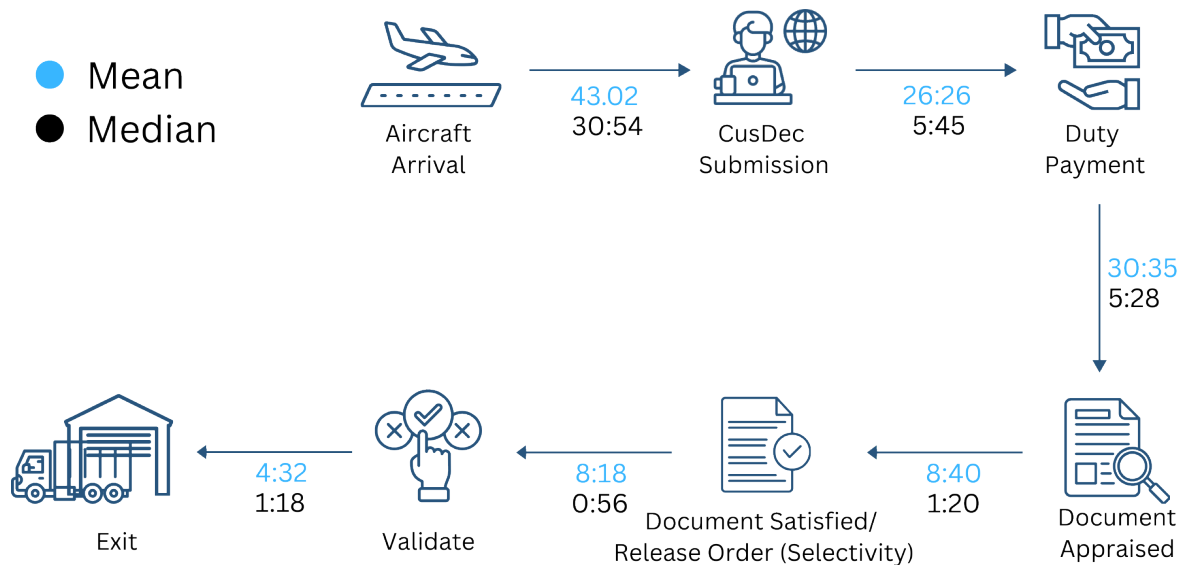 Mean
Median
Aircraft
Arrival
43.02
30:54
CusDec
Submission
26:26
5:45
Duty
Payment
30:35
5:28
Document
Appraised
8:40
1:20
Document Satisfied/
Release Order (Selectivity)
8:18
0:56
Validate
4:32
1:18
Exit